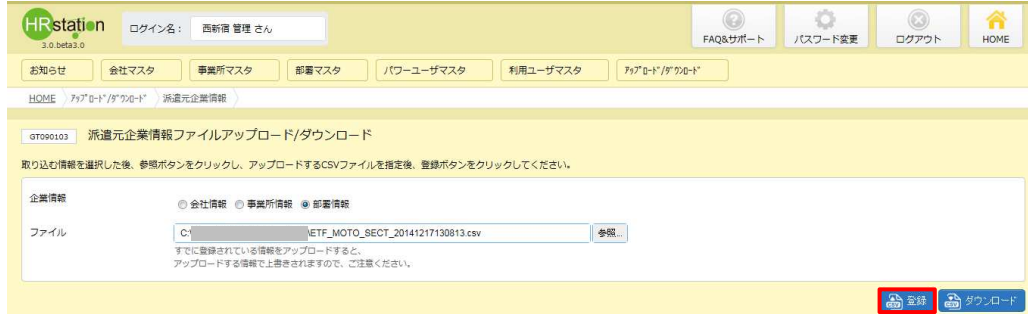 HRstation
3.0.beta3.0
ログイン名： 西新宿 管理 さん
FAQ&サポート パスワード変更 ログアウト HOME
お知らせ 会社マスタ 事業所マスタ 部署マスタ パワーユーザマスタ 利用ユーザマスタ ｱｯﾌﾟﾛｰﾄﾞ/ﾀﾞｳﾝﾛｰﾄﾞ
HOME ｱｯﾌﾟﾛｰﾄﾞ/ﾀﾞｳﾝﾛｰﾄﾞ 派遣元企業情報
GT090103 派遣元企業情報ファイルアップロード/ダウンロード
取り込む情報を選択した後、参照ボタンをクリックし、アップロードするCSVファイルを指定後、登録ボタンをクリックしてください。
企業情報 会社情報 事業所情報 部署情報
ファイル C:\ \ETF_MOTO_SECT_20141217130813.csv 参照...
すでに登録されている情報をアップロードすると、
アップロードする情報で上書きされますので、ご注意ください。
CSV 登録 CSV ダウンロード